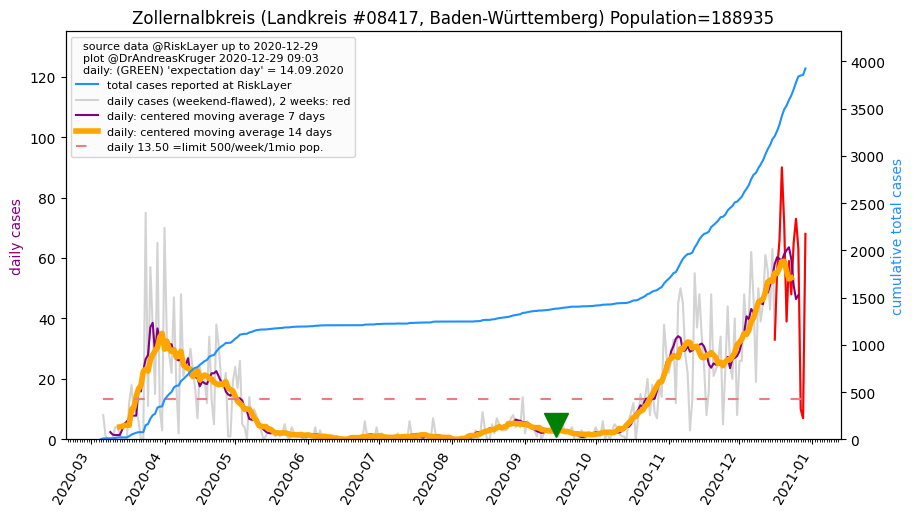 Zollernalbkreis (Landkreis #08417, Baden-Württemberg) Population=188935
source data @RiskLayer up to 2020-12-29
plot @DrAndreasKruger 2020-12-29 09:03
daily: (GREEN) 'expectation day' = 14.09.2020
total cases reported at RiskLayer
daily cases (weekend-flawed), 2 weeks: red
daily: centered moving average 7 days
daily: centered moving average 14 days
daily 13.50 =limit 500/week/1mio pop.
daily cases
120
100
80
60
40
20
0
cumulative total cases
4000
3500
3000
2500
2000
1500
1000
500
0
2020-03
2020-04
2020-05
2020-06
2020-07
2020-08
2020-09
2020-10
2020-11
2020-12
2021-01